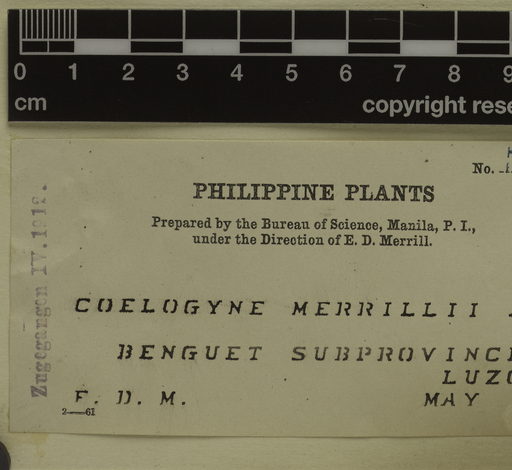 0 1 2 3 4 5 6 7 8 9
cm
copyright rese
No.
PHILIPPINE PLANTS
Prepared by the Bureau of Science, Manila, P. I.,
under the Direction of E. D. Merrill.
Zugegangen IV.1912.
COELOGYNE MERRILLII
BENGUET SUBPROVINC
LUZO
E. D. M.
MAY
2—61